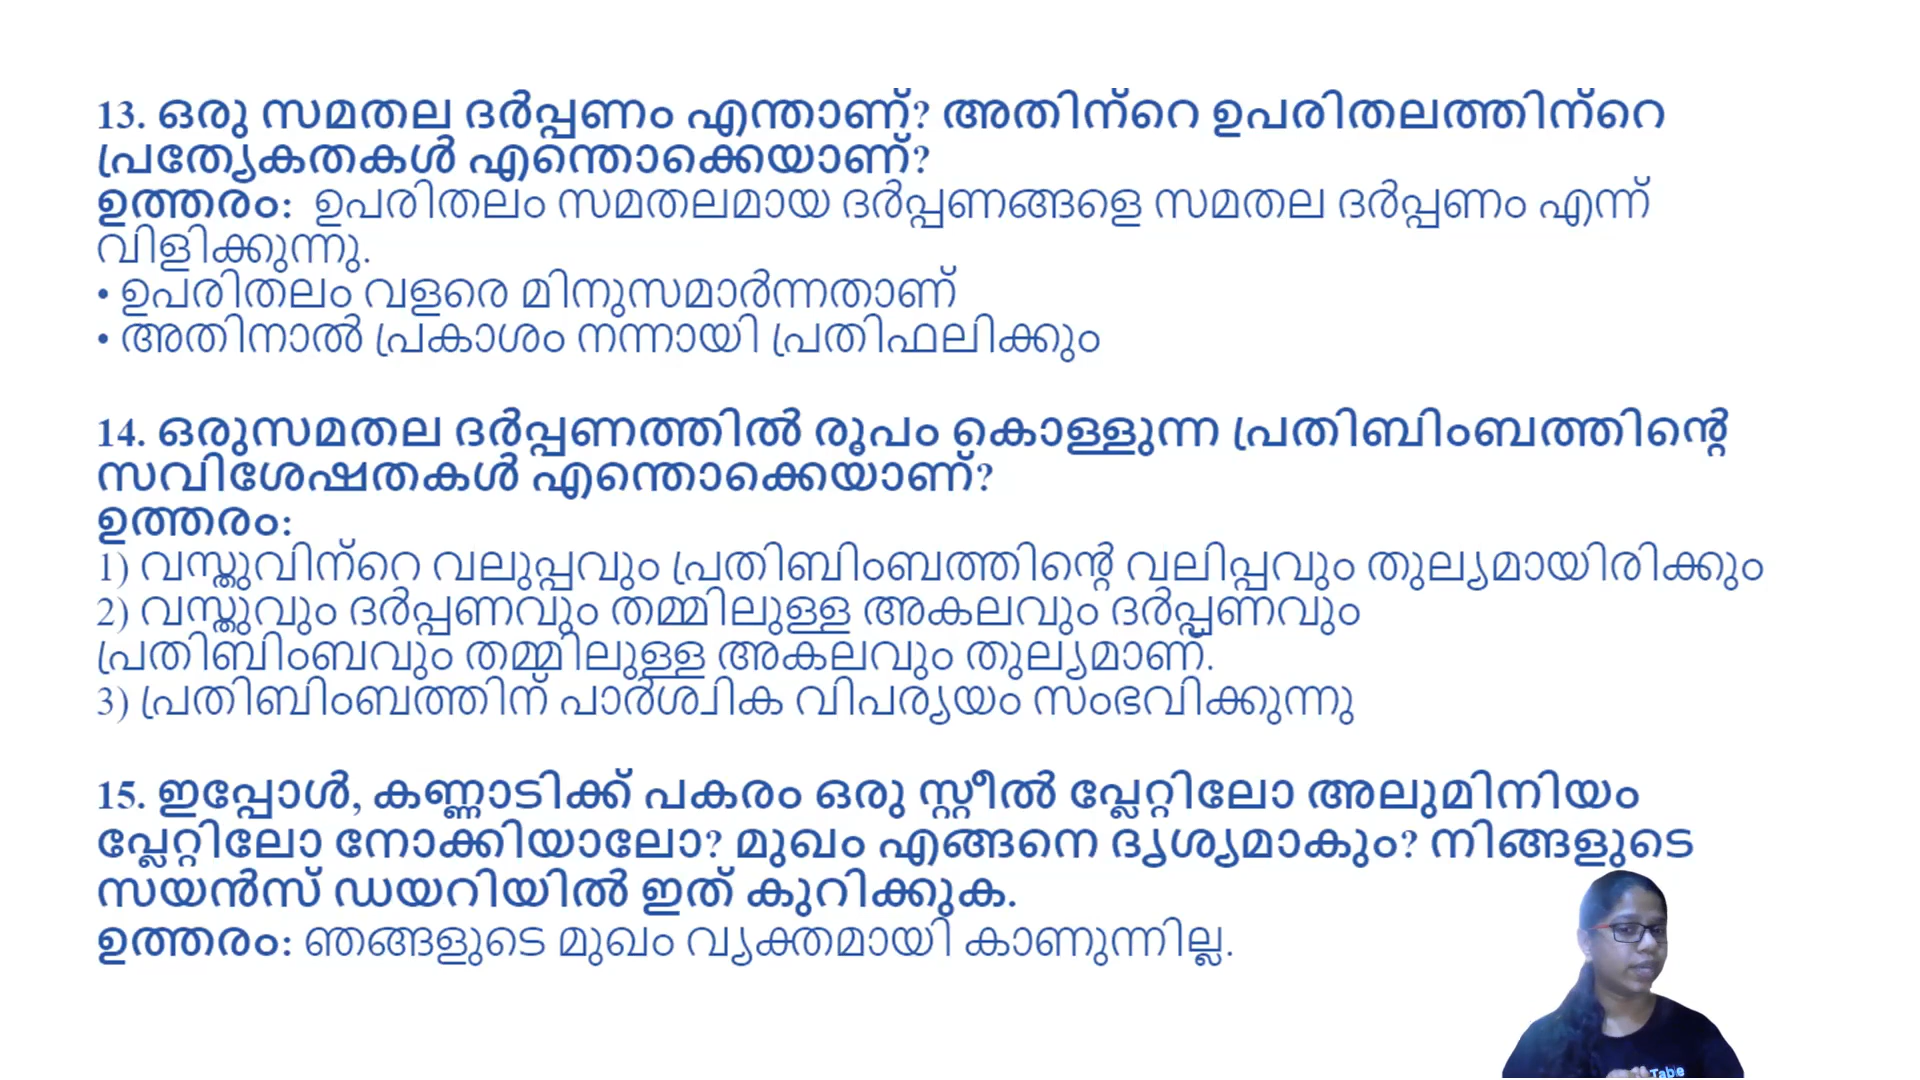 13. ഒരു സമതല ദർപ്പണം എന്താണ്? അതിന്റെ ഉപരിതലത്തിന്റെ
പ്രത്യേകതകൾ എന്തൊക്കെയാണ്?
ഉത്തരം: ഉപരിതലം സമതലമായ ദർപ്പണങ്ങളെ സമതല ദർപ്പണം എന്ന്
വിളിക്കുന്നു.
• ഉപരിതലം വളരെ മിനുസമാർന്നതാണ്
• അതിനാൽ പ്രകാശം നന്നായി പ്രതിഫലിക്കും
14. ഒരുസമതല ദർപ്പണത്തിൽ രൂപം കൊള്ളുന്ന പ്രതിബിംബത്തിന്റെ
സവിശേഷതകൾ എന്തൊക്കെയാണ്?
ഉത്തരം:
1) വസ്തുവിന്റെ വലുപ്പവും പ്രതിബിംബത്തിന്റെ വലിപ്പവും തുല്യമായിരിക്കും
2) വസ്തുവും ദർപ്പണവും തമ്മിലുള്ള അകലവും ദർപ്പണവും
പ്രതിബിംബവും തമ്മിലുള്ള അകലവും തുല്യമാണ്.
3) പ്രതിബിംബത്തിന് പാർശ്വിക വിപര്യയം സംഭവിക്കുന്നു
15. ഇപ്പോൾ, കണ്ണാടിക്ക് പകരം ഒരു സ്റ്റീൽ പ്ലേറ്റിലോ അലുമിനിയം
പ്ലേറ്റിലോ നോക്കിയാലോ? മുഖം എങ്ങനെ ദൃശ്യമാകും? നിങ്ങളുടെ
സയൻസ് ഡയറിയിൽ ഇത് കുറിക്കുക.
ഉത്തരം: ഞങ്ങളുടെ മുഖം വ്യക്തമായി കാണുന്നില്ല.
Table